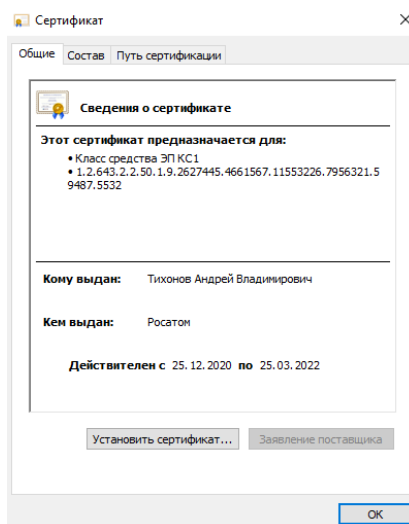 Сертификат
Общие Состав Путь сертификации
Сведения о сертификате
Этот сертификат предназначается для:
• Класс средства ЭП КС1
• 1.2.643.2.2.50.1.9.2627445.4661567.11553226.7956321.5
9487.5532
Кому выдан: Тихонов Андрей Владимирович
Кем выдан: Росатом
Действителен с 25.12.2020 по 25.03.2022
Установить сертификат... Заявление поставщика
ОК